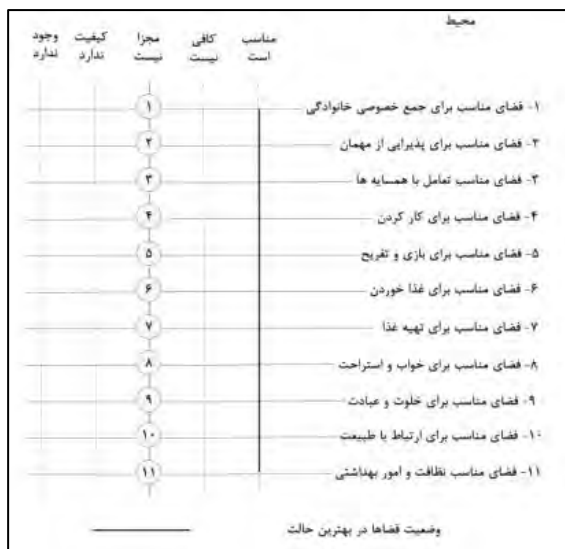 محیط
مناسب است
کافی نیست
مجزا نیست
کیفیت ندارد
وجود ندارد
۱- فضای مناسب برای جمع خصوصی خانوادگی
۲- فضای مناسب برای پذیرایی از مهمان
۳- فضای مناسب تعامل با همسایه ها
۴- فضای مناسب برای کار کردن
۵- فضای مناسب برای بازی و تفریح
۶- فضای مناسب برای غذا خوردن
۷- فضای مناسب برای تهیه غذا
۸- فضای مناسب برای خواب و استراحت
۹- فضای مناسب برای خلوت و عبادت
۱۰- فضای مناسب برای ارتباط با طبیعت
۱۱- فضای مناسب نظافت و امور بهداشتی
۱
۲
۳
۴
۵
۶
۷
۸
۹
۱۰
۱۱
وضعیت فضاها در بهترین حالت